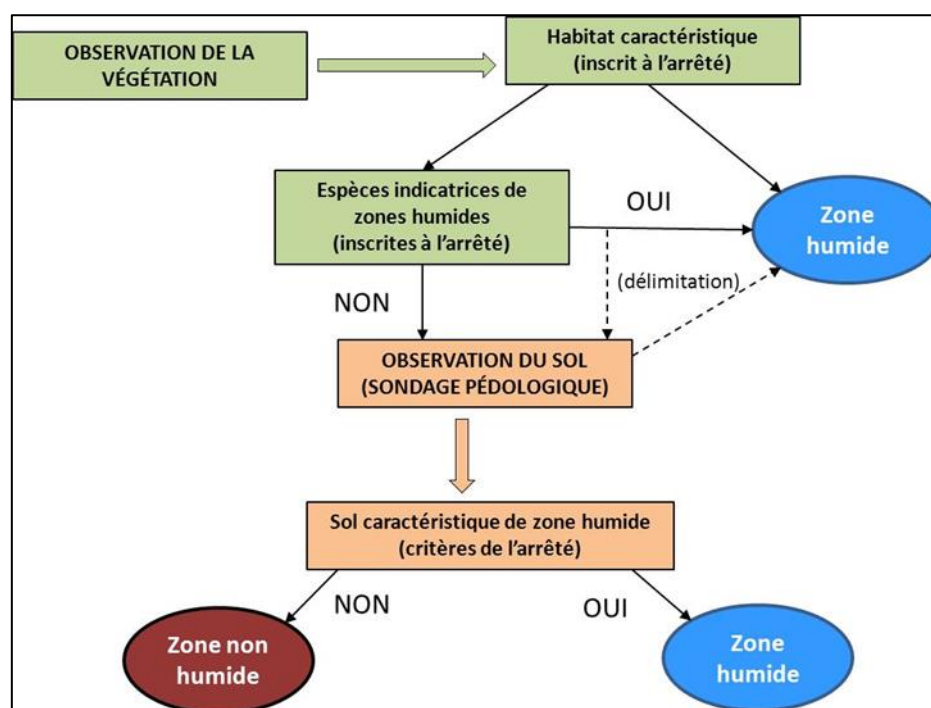 OBSERVATION DE LA
VÉGÉTATION
Habitat caractéristique
(inscrit à l'arrêté)
Espèces indicatrices de
zones humides
(inscrites à l'arrêté)
OUI
Zone
humide
(délimitation)
NON
OBSERVATION DU SOL
(SONDAGE PÉDOLOGIQUE)
Sol caractéristique de zone humide
(critères de l'arrêté)
NON
OUI
Zone non
humide
Zone
humide